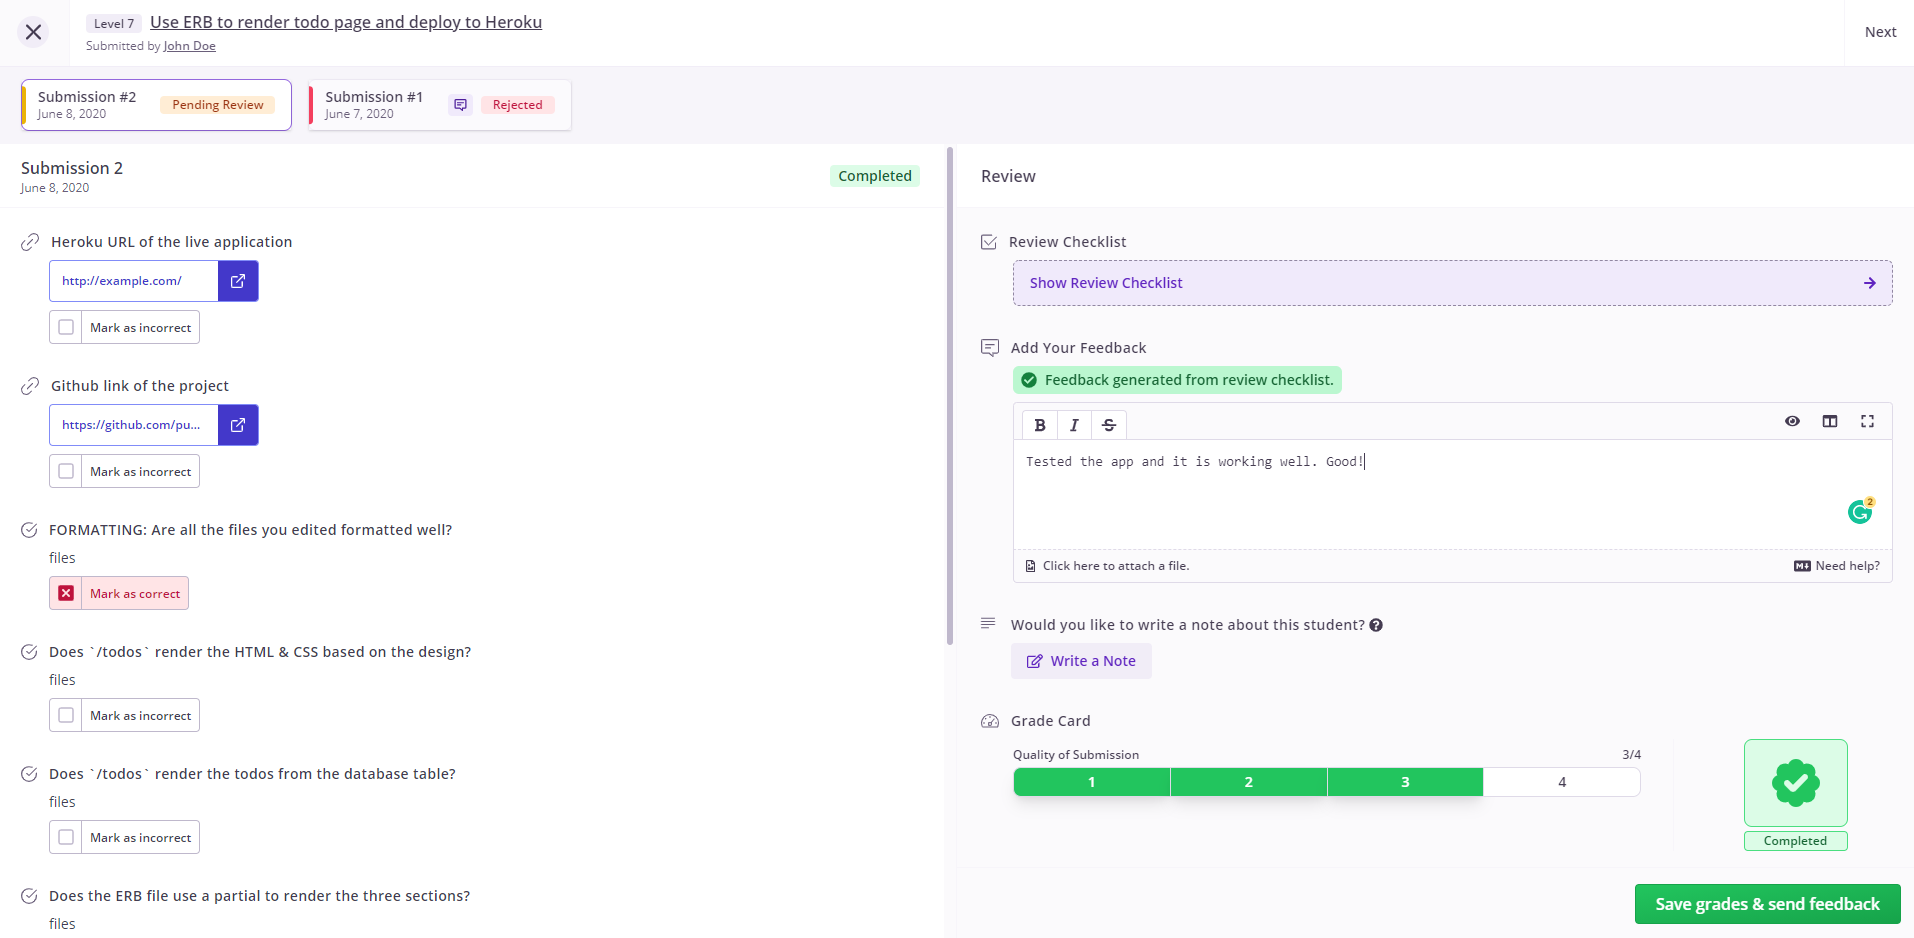 Level 7 Use ERB to render todo page and deploy to Heroku
Submitted by John Doe
Next
Submission #2
June 8, 2020
Pending Review
Submission #1
June 7, 2020
Rejected
Submission 2
June 8, 2020
Completed
Heroku URL of the live application
http://example.com/
Mark as incorrect
Github link of the project
https://github.com/pu...
Mark as incorrect
FORMATTING: Are all the files you edited formatted well?
files
Mark as correct
Does `/todos` render the HTML & CSS based on the design?
files
Mark as incorrect
Does `/todos` render the todos from the database table?
files
Mark as incorrect
Does the ERB file use a partial to render the three sections?
files
Review
Review Checklist
Show Review Checklist
Add Your Feedback
Feedback generated from review checklist.
B I S
Tested the app and it is working well. Good!
2
Click here to attach a file.
M Need help?
Would you like to write a note about this student? ?
Write a Note
Grade Card
Quality of Submission 3/4
1 2 3 4
Completed
Save grades & send feedback